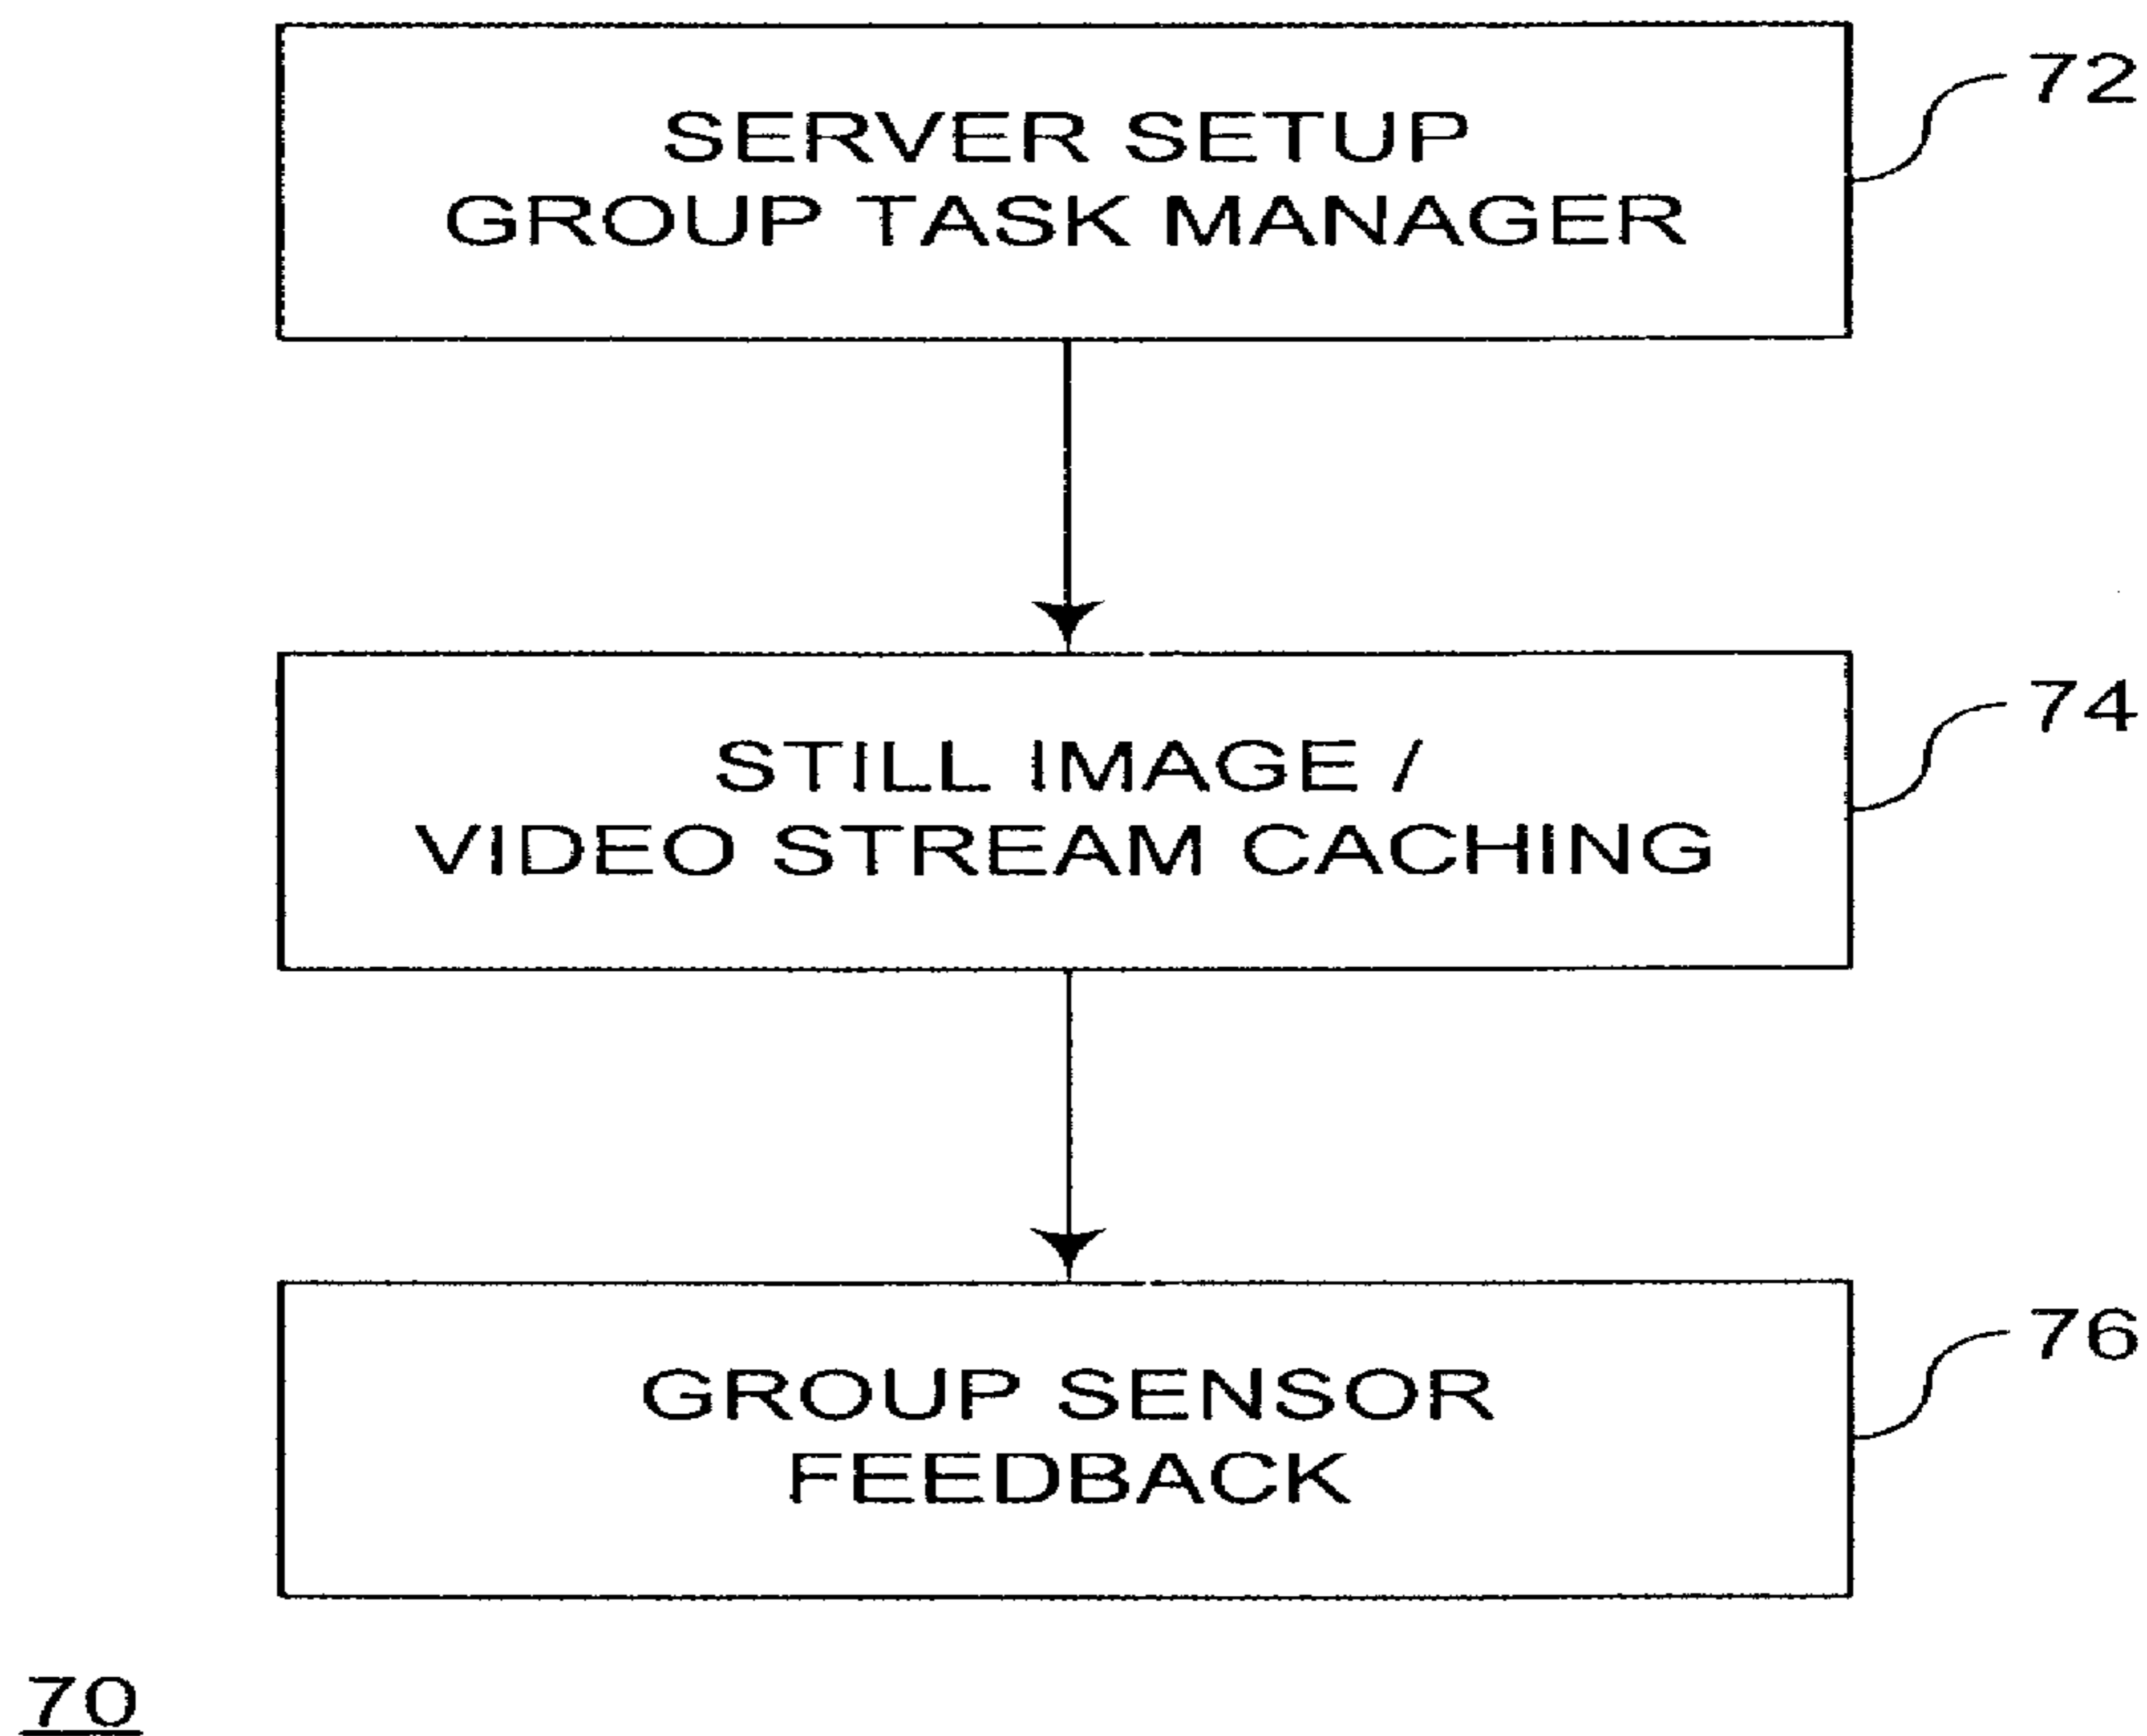 SERVER SETUP
GROUP TASK MANAGER
72
STILL IMAGE /
VIDEO STREAM CACHING
74
GROUP SENSOR
FEEDBACK
76
70